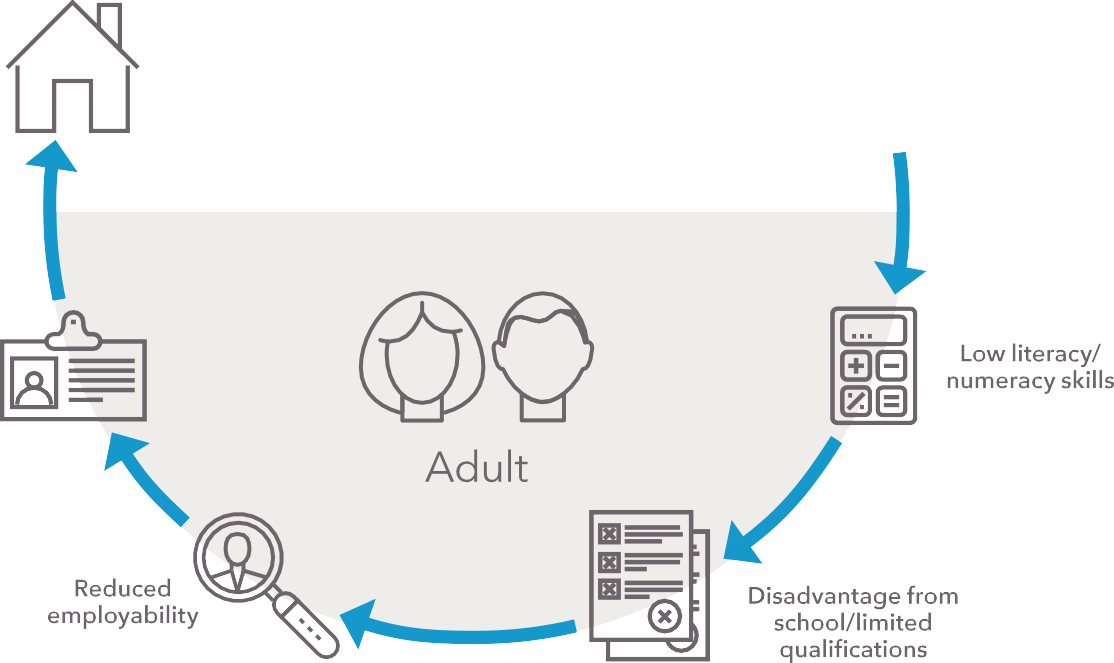 Low literacy/
numeracy skills
Adult
Reduced
employability
Disadvantage from
school/limited
qualifications